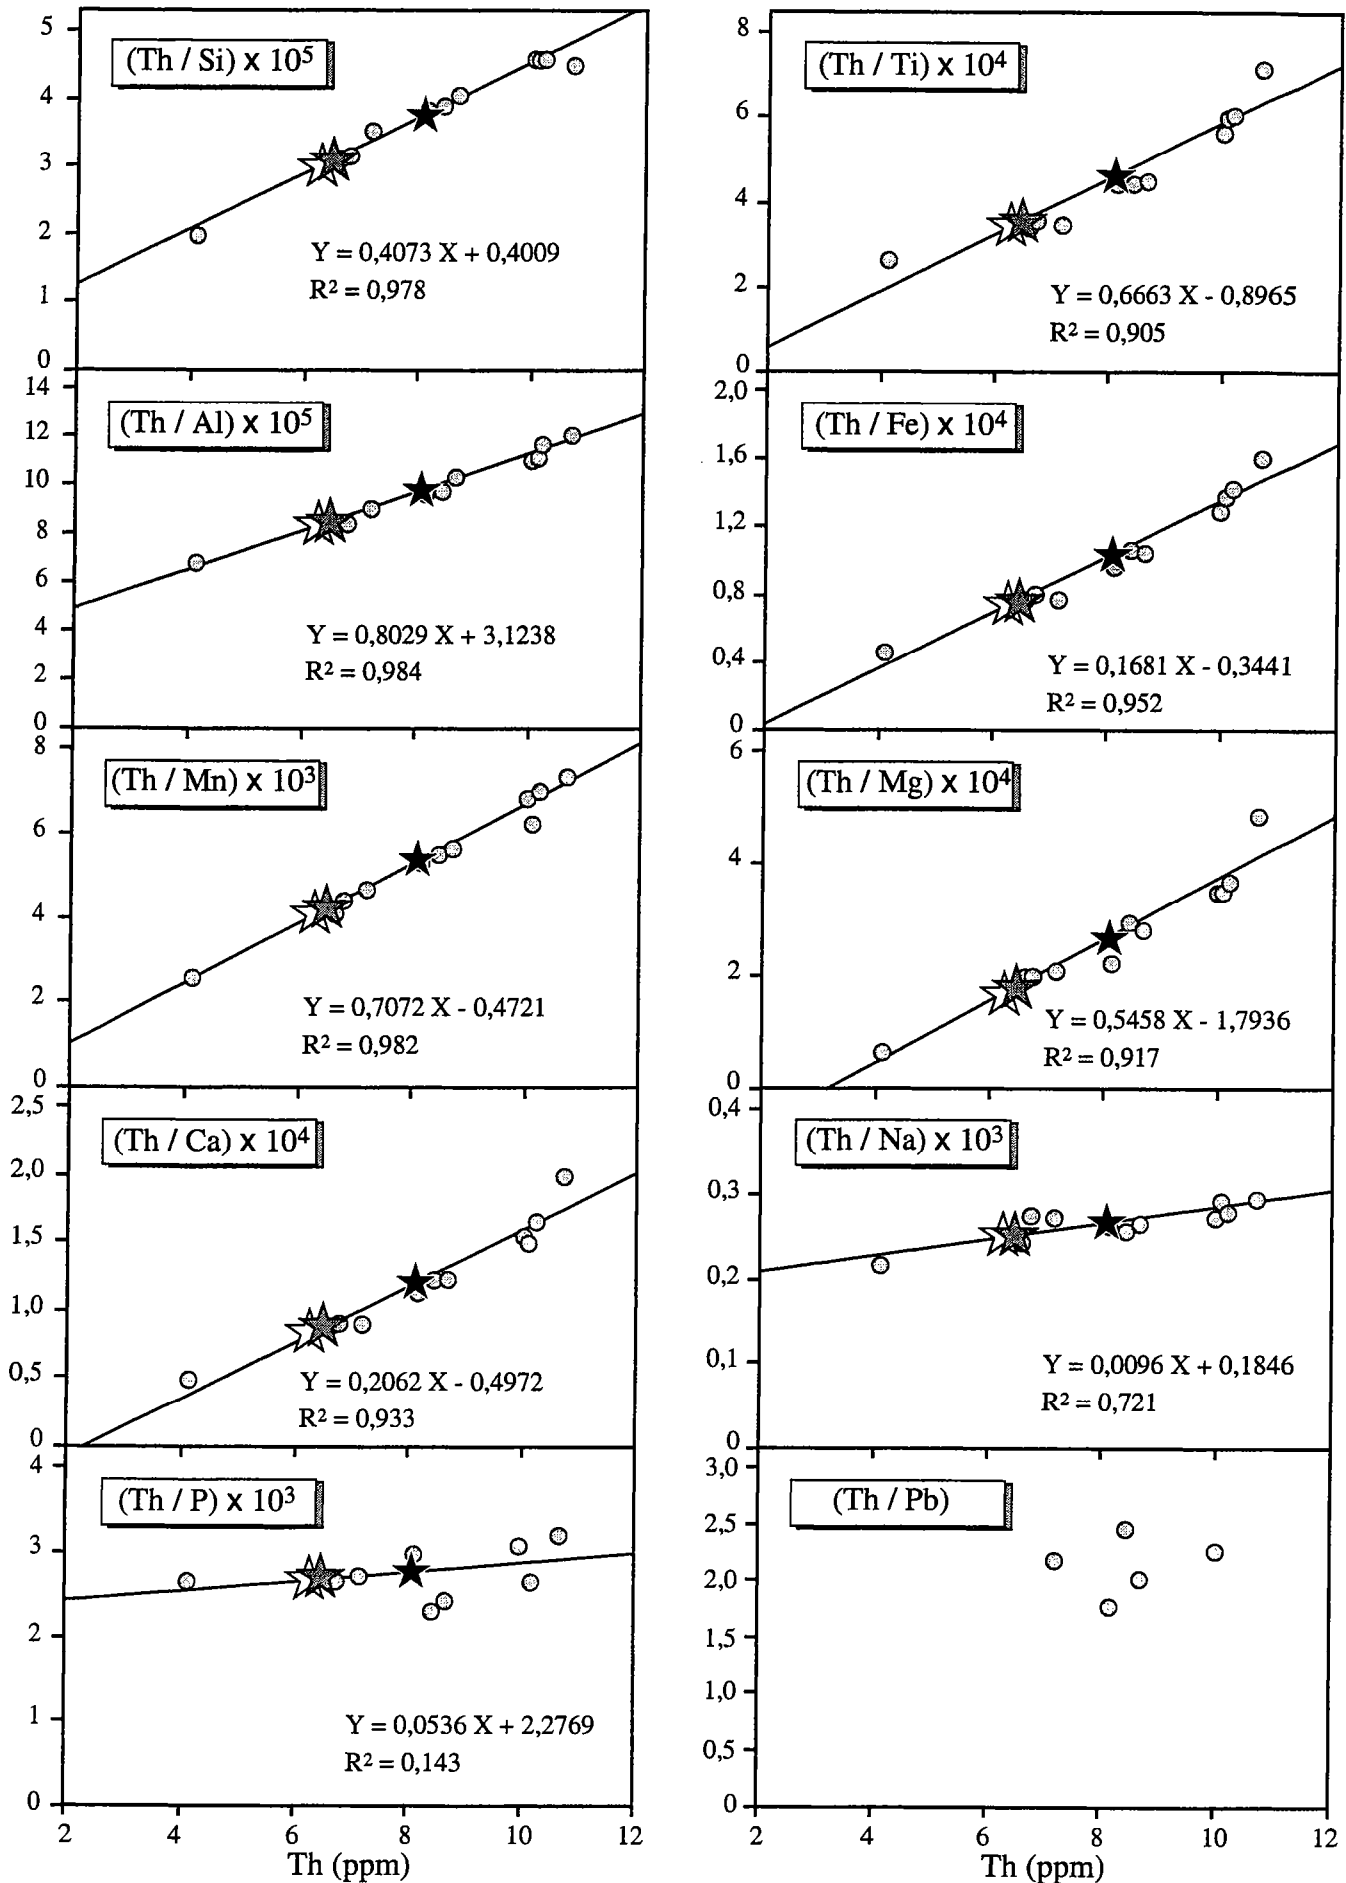 (Th / Si) x 10⁵
5
4
3
2
1
0
Y = 0,4073 X + 0,4009
R² = 0,978
(Th / Ti) x 10⁴
8
6
4
2
0
Y = 0,6663 X - 0,8965
R² = 0,905
(Th / Al) x 10⁵
14
12
10
8
6
4
2
0
Y = 0,8029 X + 3,1238
R² = 0,984
(Th / Fe) x 10⁴
2,0
1,6
1,2
0,8
0,4
0
Y = 0,1681 X - 0,3441
R² = 0,952
(Th / Mn) x 10³
8
6
4
2
0
Y = 0,7072 X - 0,4721
R² = 0,982
(Th / Mg) x 10⁴
6
4
2
0
Y = 0,5458 X - 1,7936
R² = 0,917
(Th / Ca) x 10⁴
2,5
2,0
1,5
1,0
0,5
0
Y = 0,2062 X - 0,4972
R² = 0,933
(Th / Na) x 10³
0,4
0,3
0,2
0,1
0
Y = 0,0096 X + 0,1846
R² = 0,721
(Th / P) x 10³
4
3
2
1
0
Y = 0,0536 X + 2,2769
R² = 0,143
2 4 6 8 10 12
Th (ppm)
(Th / Pb)
3,0
2,5
2,0
1,5
1,0
0,5
0
2 4 6 8 10 12
Th (ppm)